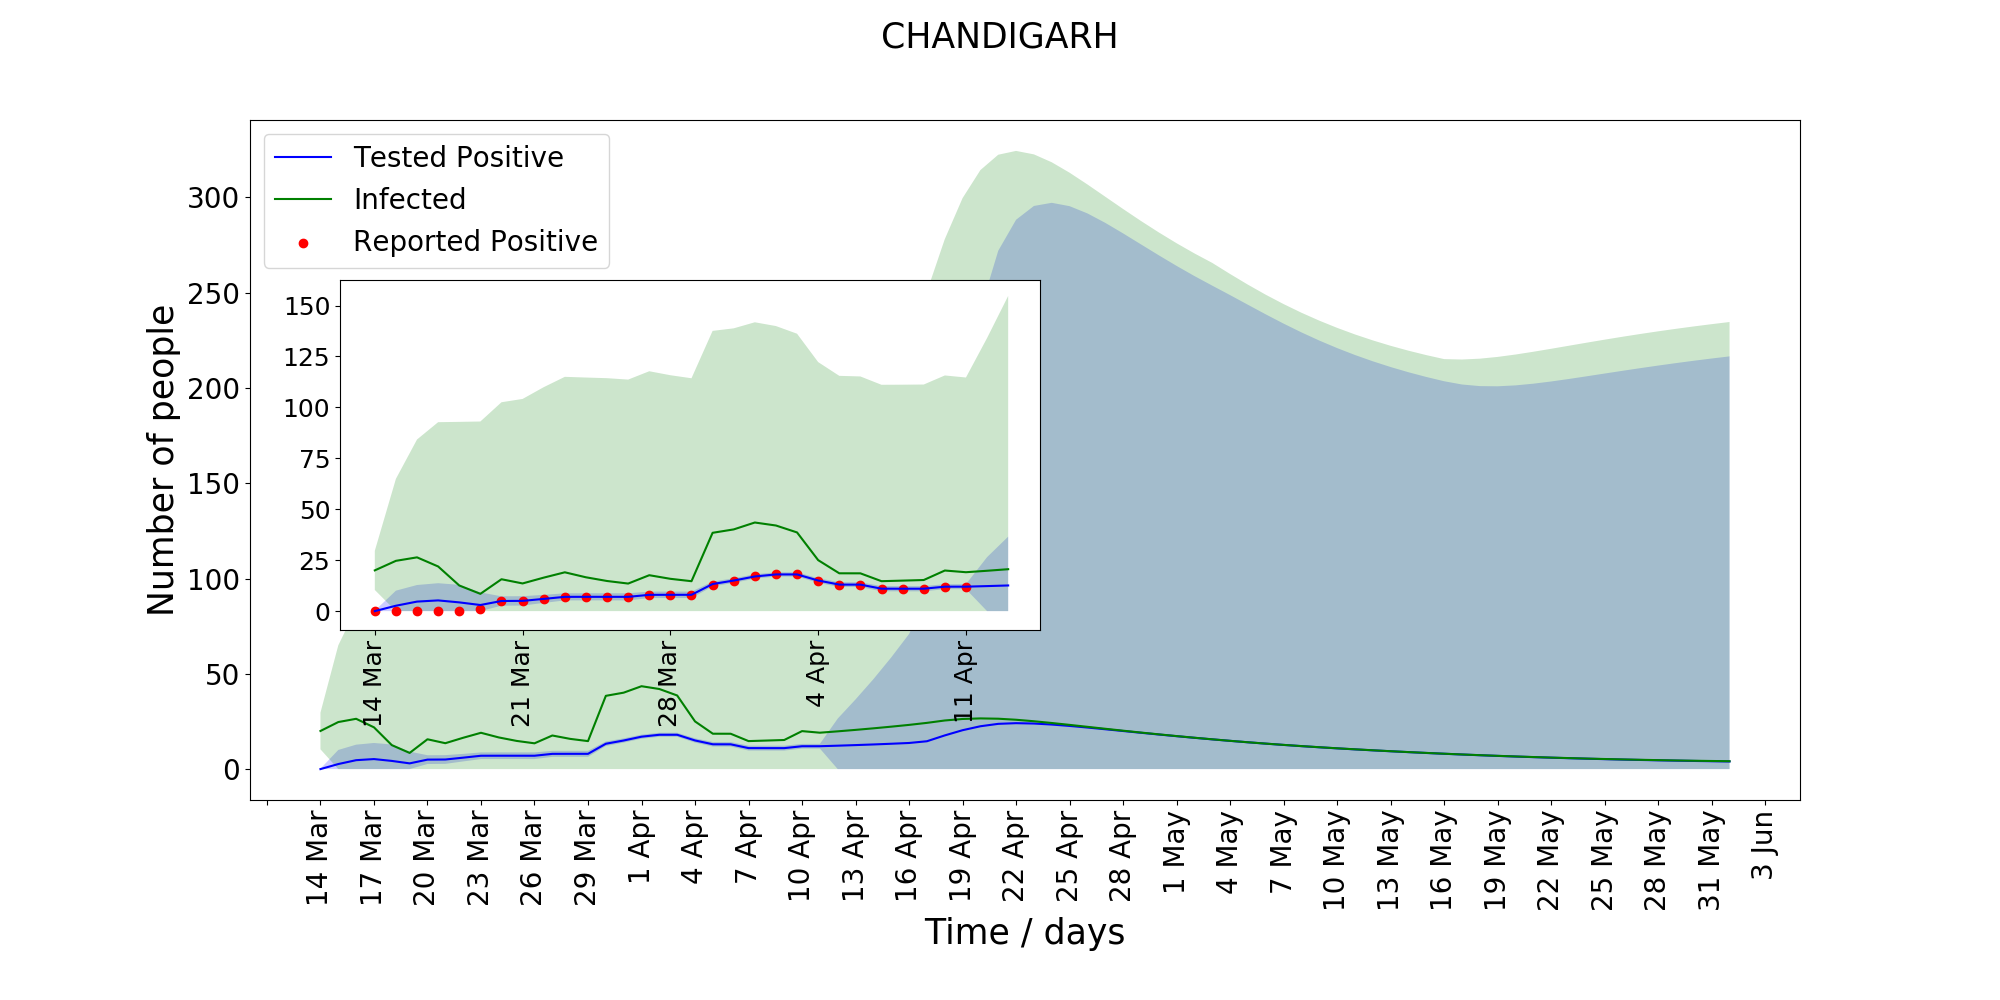 CHANDIGARH
Tested Positive
Infected
Reported Positive
Number of people
300
250
200
150
100
50
0
150
125
100
75
50
25
0
14 Mar
21 Mar
28 Mar
4 Apr
11 Apr
14 Mar
17 Mar
20 Mar
23 Mar
26 Mar
29 Mar
1 Apr
4 Apr
7 Apr
10 Apr
13 Apr
16 Apr
19 Apr
22 Apr
25 Apr
28 Apr
1 May
4 May
7 May
10 May
13 May
16 May
19 May
22 May
25 May
28 May
31 May
3 Jun
Time / days